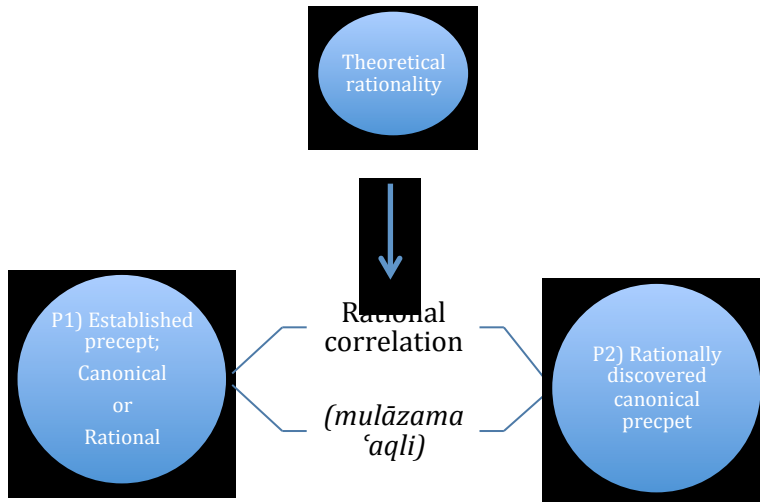 Theoretical
rationality
P1) Established
precept;
Canonical
or
Rational
Rational
correlation
(mulāzama
ʿaqli)
P2) Rationally
discovered
canonical
precpet